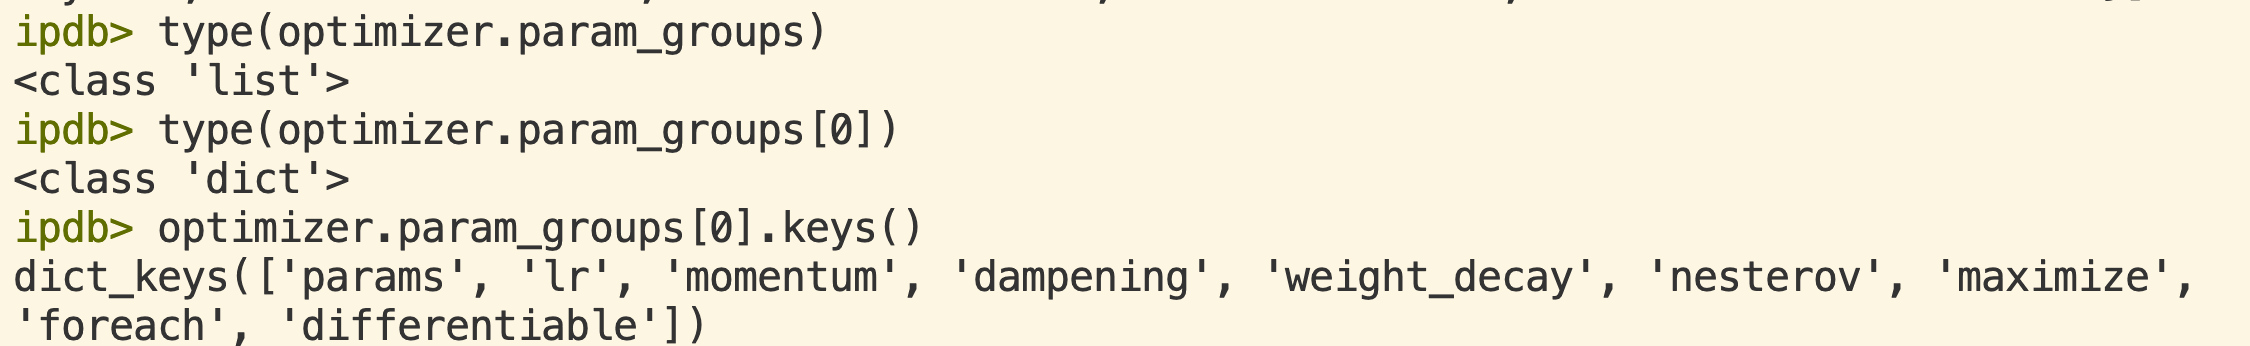 ipdb> type(optimizer.param_groups)
<class 'list'>
ipdb> type(optimizer.param_groups[0])
<class 'dict'>
ipdb> optimizer.param_groups[0].keys()
dict_keys(['params', 'lr', 'momentum', 'dampening', 'weight_decay', 'nesterov', 'maximize',
'foreach', 'differentiable'])